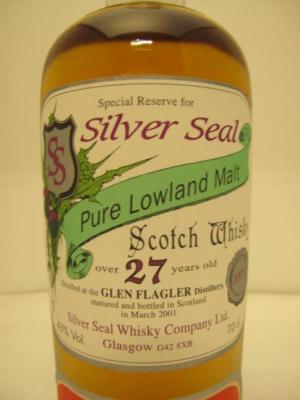 Special Reserve for
Silver Seal
SS
Pure Lowland Malt
Scotch Whisky
over 27 years old
Distilled at the GLEN FLAGLER Distillery,
matured and bottled in Scotland
in March 2001
Silver Seal Whisky Company Ltd.
43% Vol.
70 cl
Glasgow G42 8XB